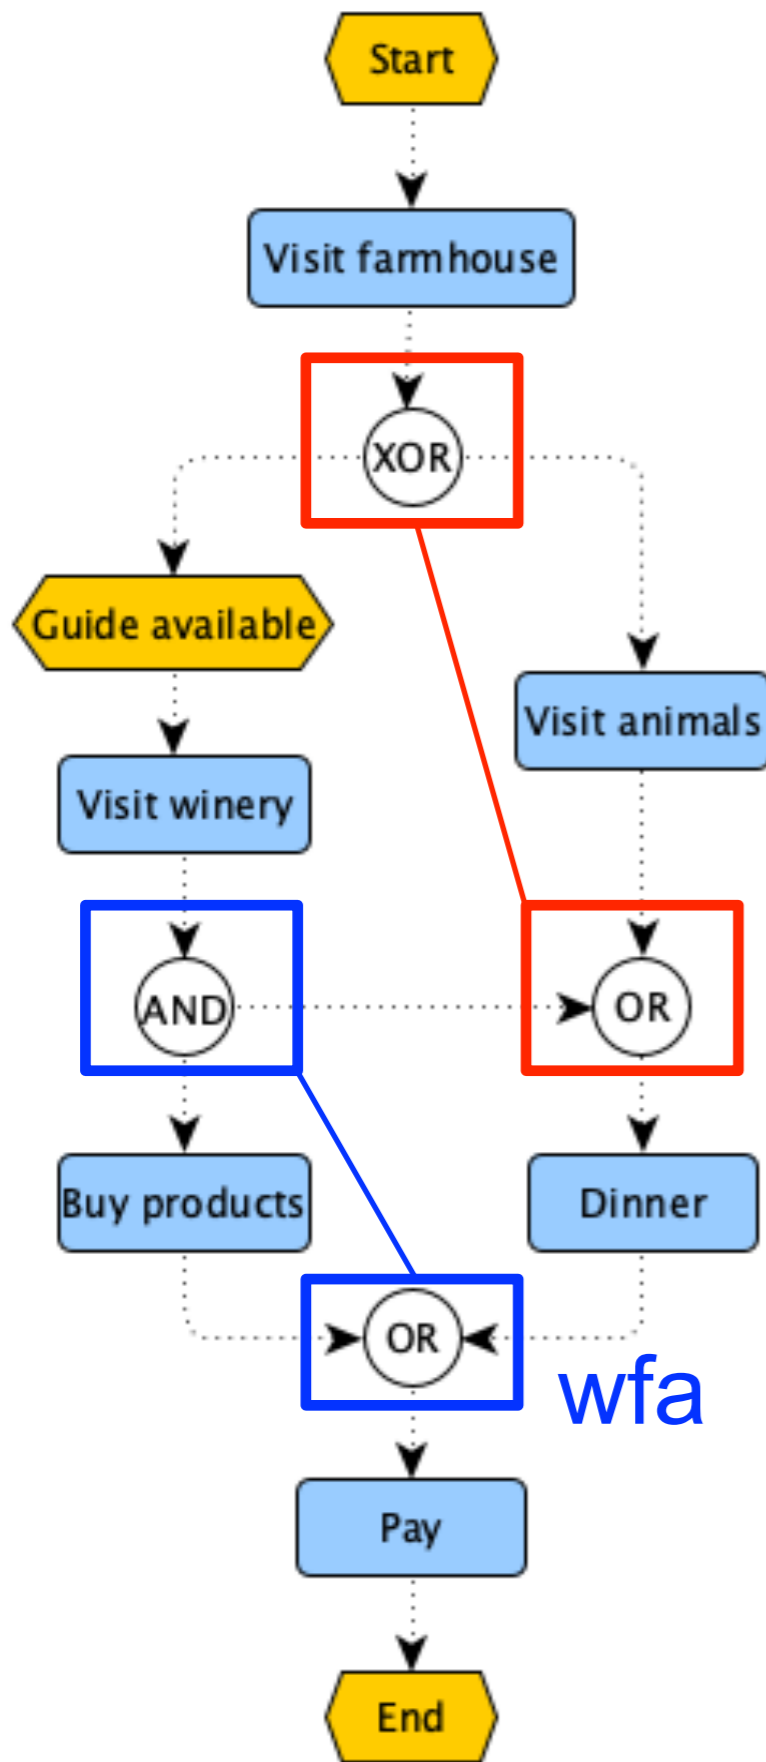 Start
Visit farmhouse
XOR
Guide available
Visit animals
Visit winery
AND
OR
Buy products
Dinner
OR
wfa
Pay
End